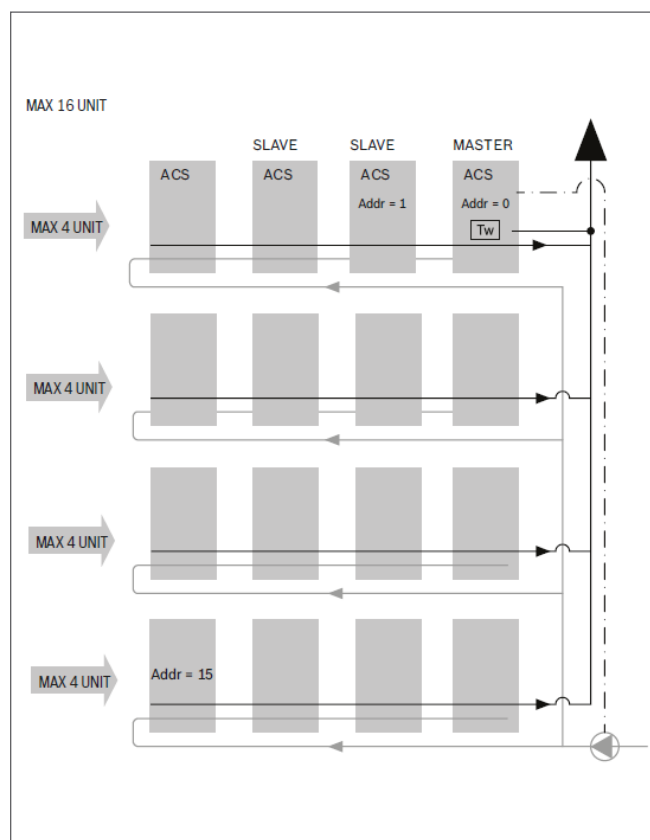 MAX 16 UNIT
SLAVE SLAVE MASTER
ACS ACS ACS ACS
Addr = 1 Addr = 0
MAX 4 UNIT
Tw
MAX 4 UNIT
MAX 4 UNIT
Addr = 15
MAX 4 UNIT